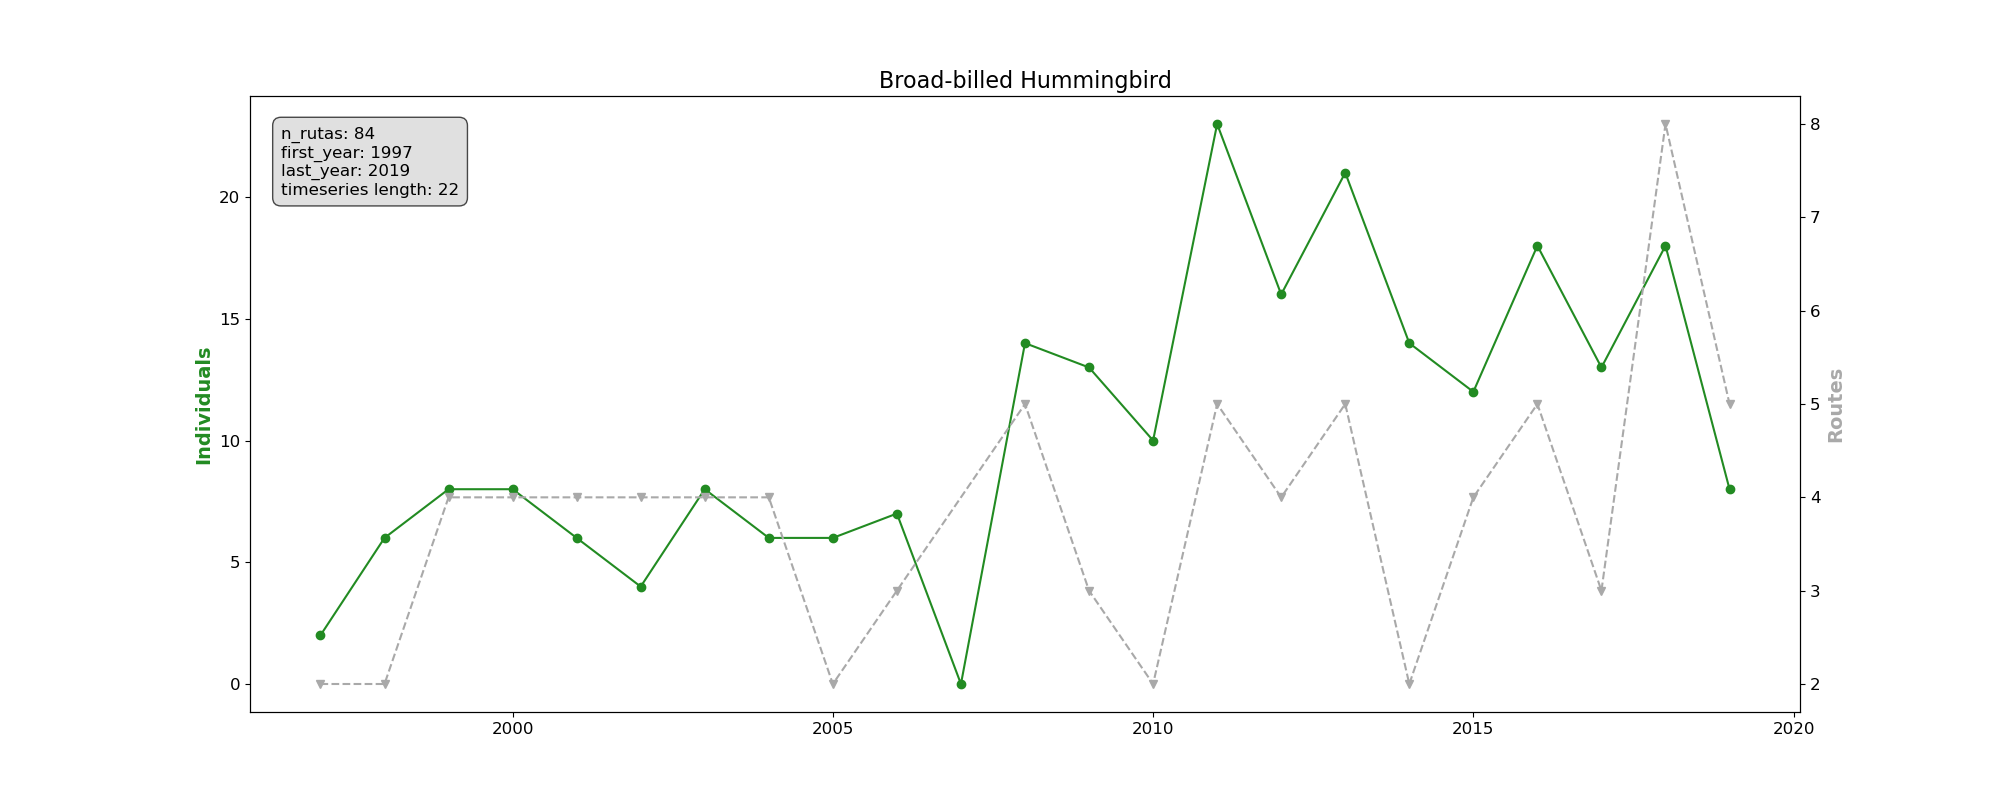 Broad-billed Hummingbird
n_rutas: 84
first_year: 1997
last_year: 2019
timeseries length: 22
Individuals
20
15
10
5
0
8
7
6
5
4
3
2
Routes
2000
2005
2010
2015
2020